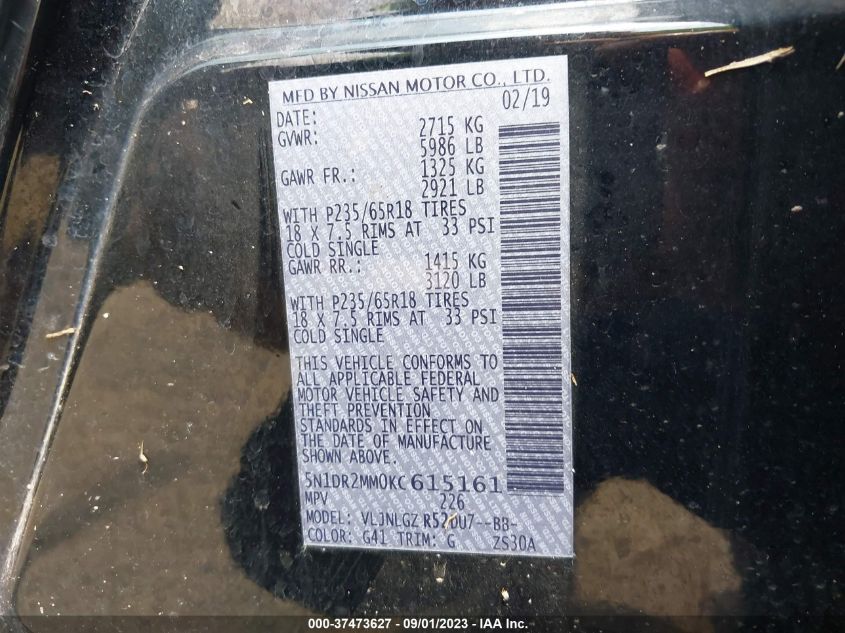 MFD BY NISSAN MOTOR CO., LTD.
DATE: 02/19
GVWR: 2715 KG
5986 LB
GAWR FR.: 1325 KG
2921 LB
WITH P235/65R18 TIRES
18 X 7.5 RIMS AT 33 PSI
COLD SINGLE
GAWR RR.: 1415 KG
3120 LB
WITH P235/65R18 TIRES
18 X 7.5 RIMS AT 33 PSI
COLD SINGLE
THIS VEHICLE CONFORMS TO
ALL APPLICABLE FEDERAL
MOTOR VEHICLE SAFETY AND
THEFT PREVENTION
STANDARDS IN EFFECT ON
THE DATE OF MANUFACTURE
SHOWN ABOVE.
5N1DR2MM0KC615161
MPV 226
MODEL: VLJNLGZ R520U7--BB-
COLOR: G41 TRIM: G ZS30A
000-37473627 - 09/01/2023 - IAA Inc.